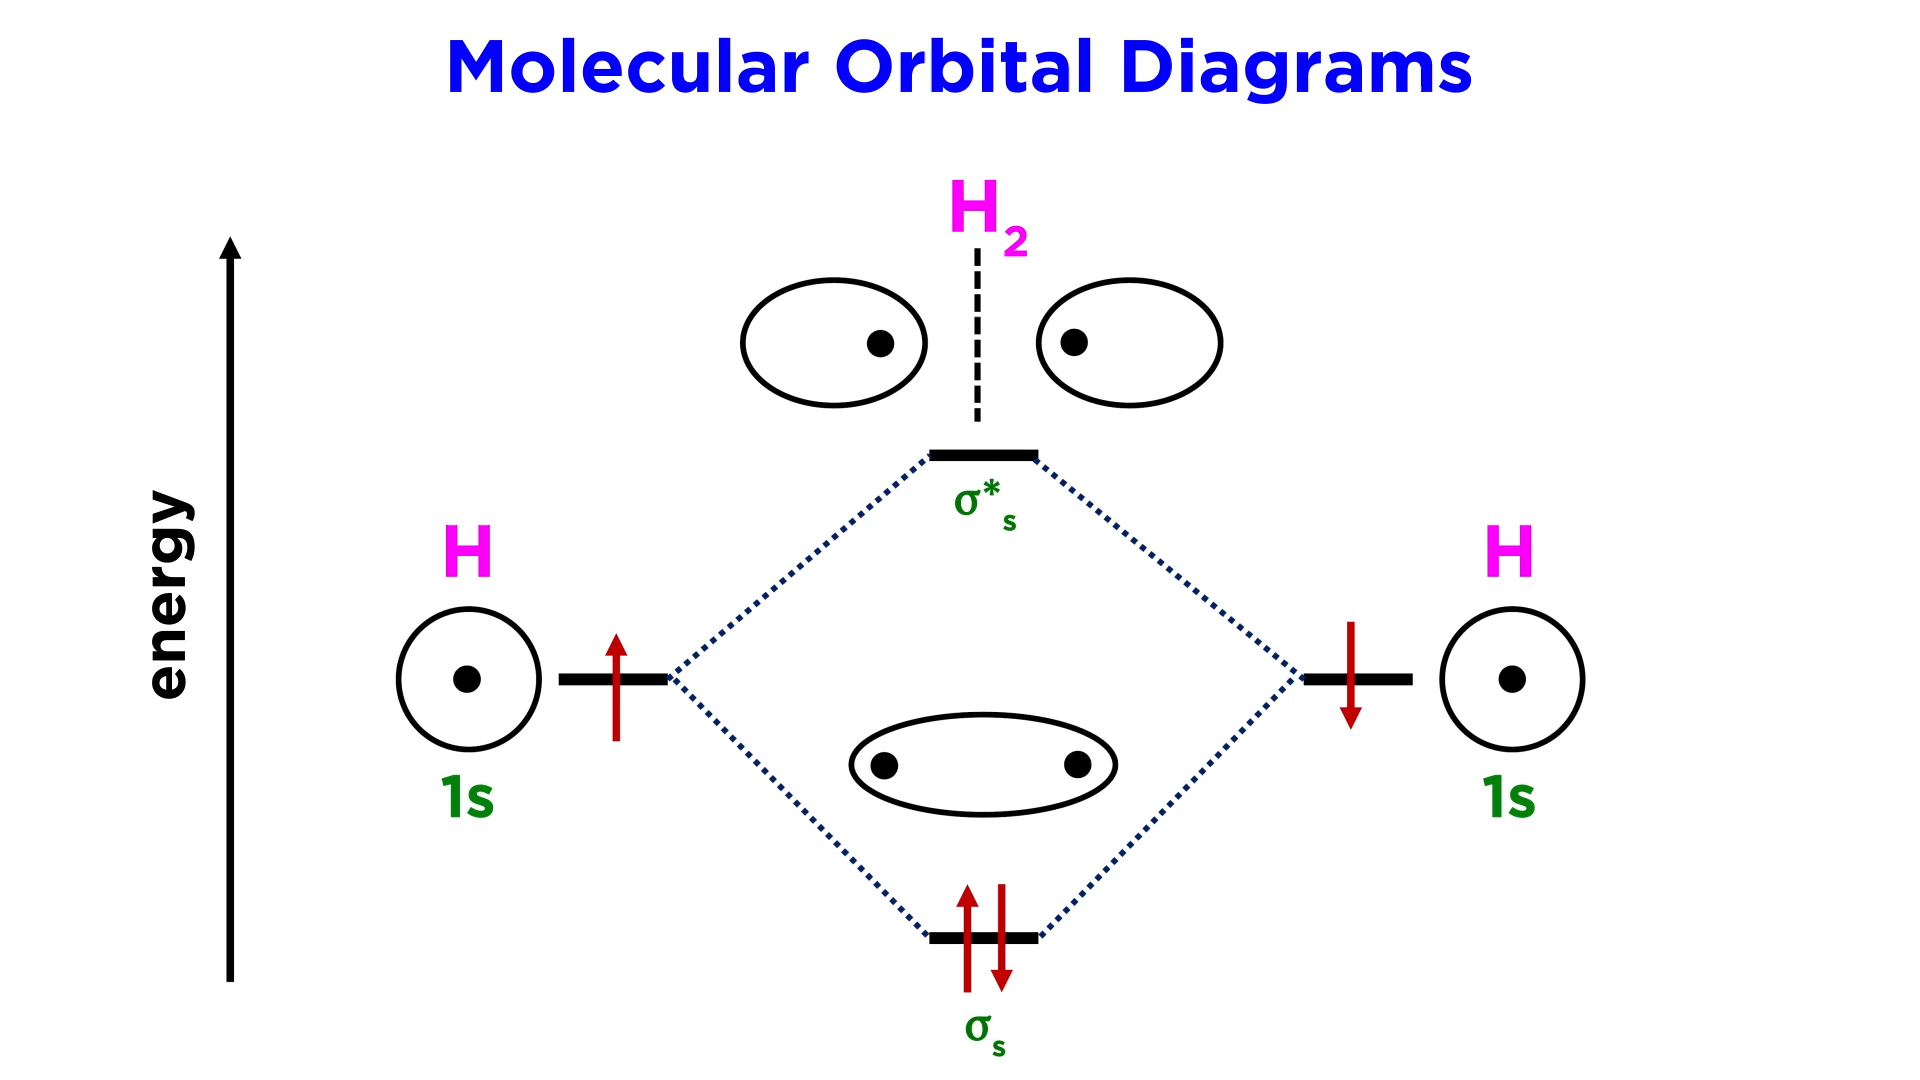 Molecular Orbital Diagrams
H₂
σ*ₛ
energy
H
H
1s
1s
σₛ